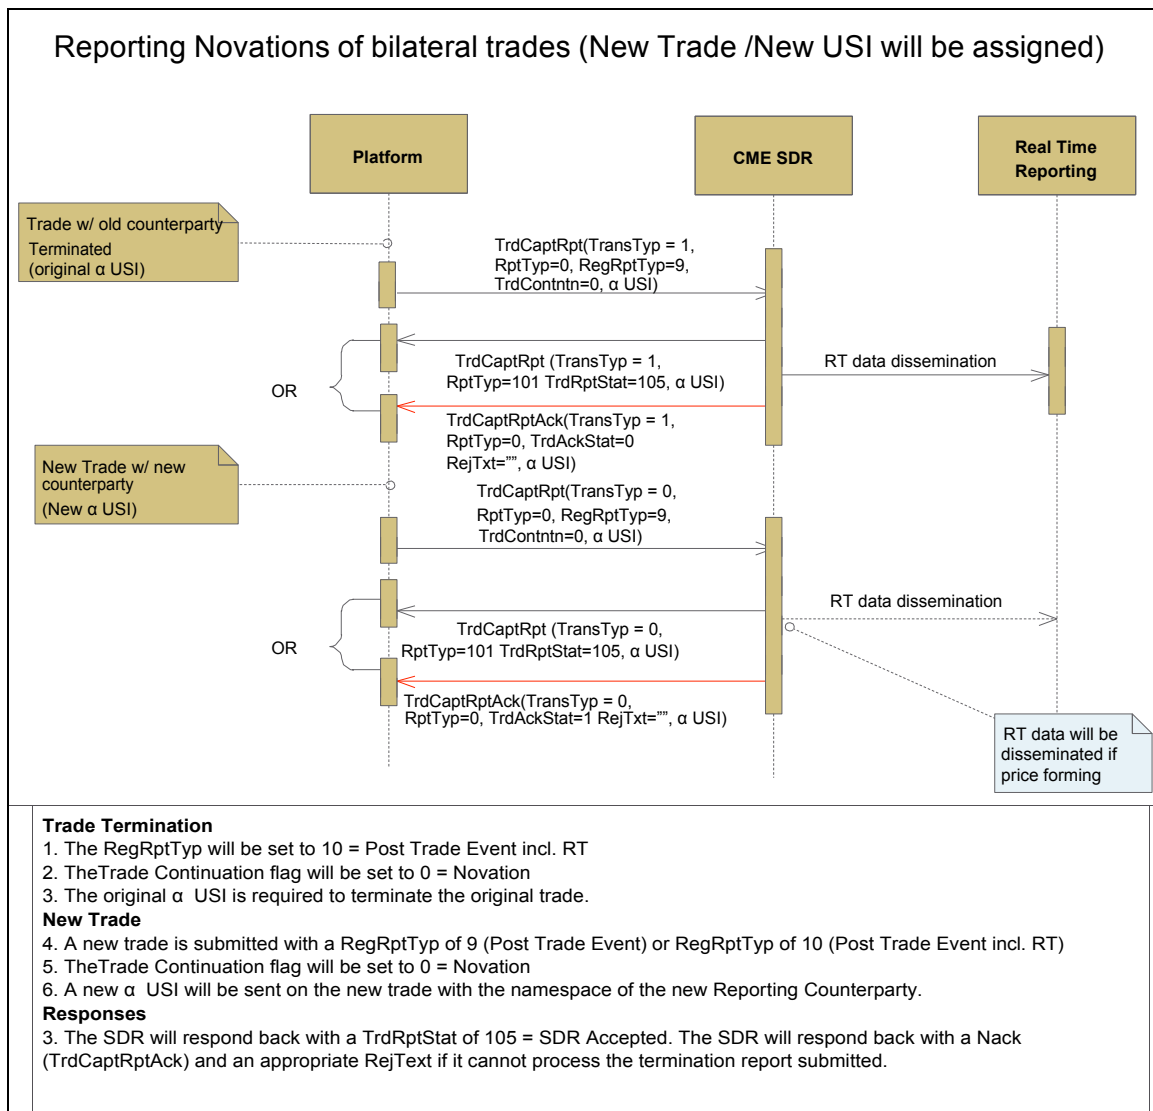 Reporting Novations of bilateral trades (New Trade /New USI will be assigned)
Platform
CME SDR
Real Time
Reporting
Trade w/ old counterparty
Terminated
(original α USI)
TrdCaptRpt(TransTyp = 1,
RptTyp=0, RegRptTyp=9,
TrdContntn=0, α USI)
TrdCaptRpt (TransTyp = 1,
RptTyp=101 TrdRptStat=105, α USI)
RT data dissemination
OR
TrdCaptRptAck(TransTyp = 1,
RptTyp=0, TrdAckStat=0
RejTxt="", α USI)
New Trade w/ new
counterparty
(New α USI)
TrdCaptRpt(TransTyp = 0,
RptTyp=0, RegRptTyp=9,
TrdContntn=0, α USI)
RT data dissemination
TrdCaptRpt (TransTyp = 0,
RptTyp=101 TrdRptStat=105, α USI)
OR
TrdCaptRptAck(TransTyp = 0,
RptTyp=0, TrdAckStat=1 RejTxt="", α USI)
RT data will be
disseminated if
price forming
Trade Termination
1. The RegRptTyp will be set to 10 = Post Trade Event incl. RT
2. TheTrade Continuation flag will be set to 0 = Novation
3. The original α USI is required to terminate the original trade.
New Trade
4. A new trade is submitted with a RegRptTyp of 9 (Post Trade Event) or RegRptTyp of 10 (Post Trade Event incl. RT)
5. TheTrade Continuation flag will be set to 0 = Novation
6. A new α USI will be sent on the new trade with the namespace of the new Reporting Counterparty.
Responses
3. The SDR will respond back with a TrdRptStat of 105 = SDR Accepted. The SDR will respond back with a Nack
(TrdCaptRptAck) and an appropriate RejText if it cannot process the termination report submitted.